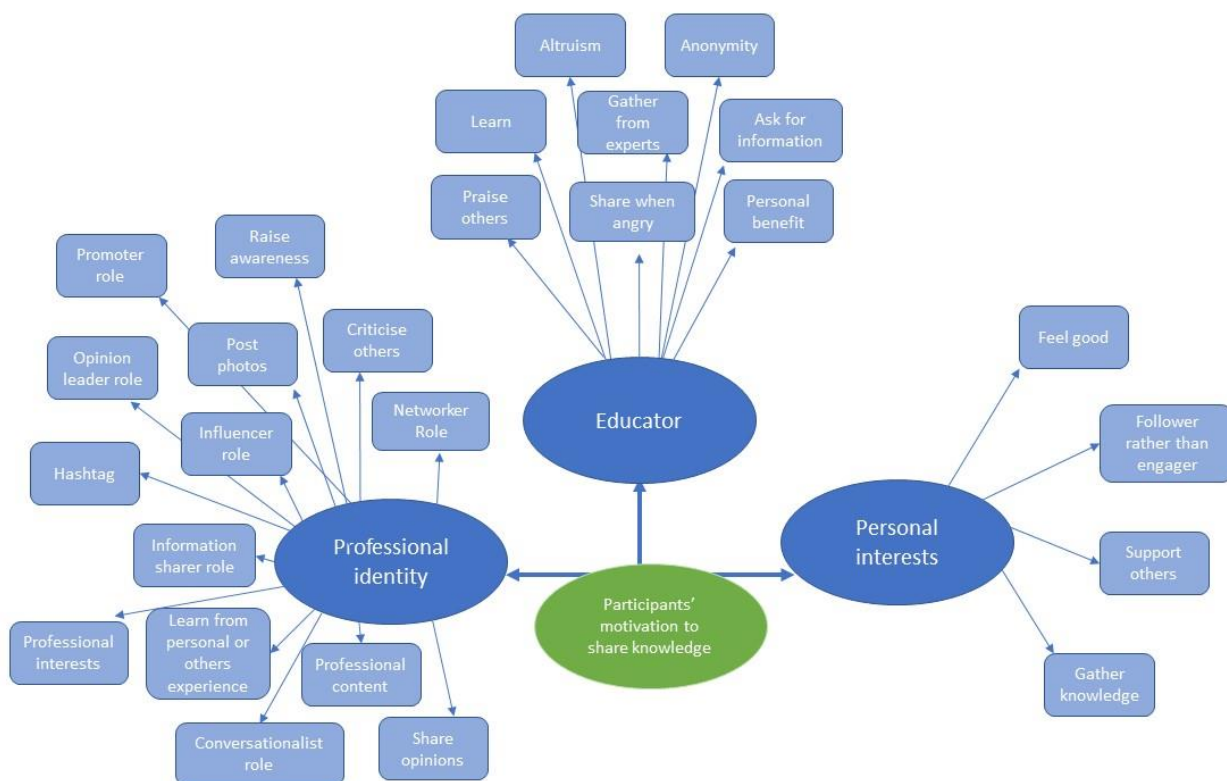 Altruism
Anonymity
Learn
Gather
from
experts
Ask for
information
Praise
others
Share when
angry
Personal
benefit
Raise
awareness
Promoter
role
Criticise
others
Post
photos
Opinion
leader role
Networker
Role
Influencer
role
Hashtag
Information
sharer role
Professional
interests
Learn from
personal or
others
experience
Professional
content
Conversationalist
role
Share
opinions
Professional
identity
Educator
Participants'
motivation to
share knowledge
Personal
interests
Feel good
Follower
rather than
engager
Support
others
Gather
knowledge